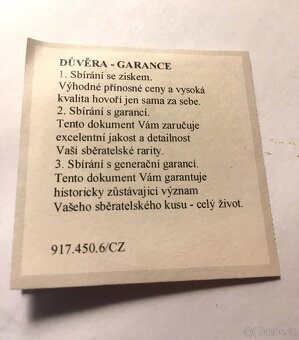 DŮVĚRA - GARANCE
1. Sbírání se ziskem.
Výhodné přínosné ceny a vysoká
kvalita hovoří jen sama za sebe.
2. Sbírání s garancí.
Tento dokument Vám zaručuje
excelentní jakost a detailnost
Vaší sběratelské rarity.
3. Sbírání s generační garancí.
Tento dokument Vám garantuje
historicky zůstávající význam
Vašeho sběratelského kusu - celý život.
917.450.6/CZ
Bazos.cz